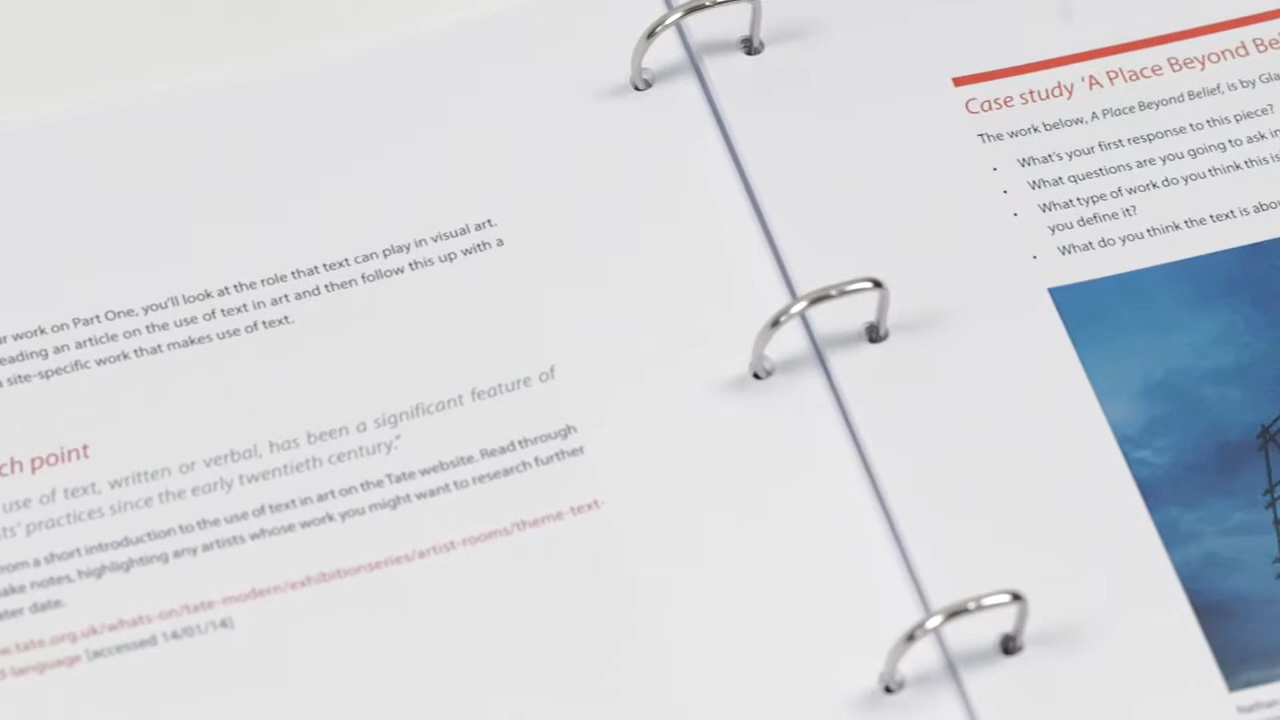 r work on Part One, you'll look at the role that text can play in visual art.
eading an article on the use of text in art and then follow this up with a
site-specific work that makes use of text.
ch point
use of text, written or verbal, has been a significant feature of
ts' practices since the early twentieth century."
rom a short introduction to the use of text in art on the Tate website. Read through
ake notes, highlighting any artists whose work you might want to research further
ater date.
w.tate.org.uk/whats-on/tate-modern/exhibitionseries/artist-rooms/theme-text-
-language [accessed 14/01/14]
Case study 'A Place Beyond Be
The work below, A Place Beyond Belief, is by Gla
• What's your first response to this piece?
• What questions are you going to ask in
• What type of work do you think this is
you define it?
• What do you think the text is abou